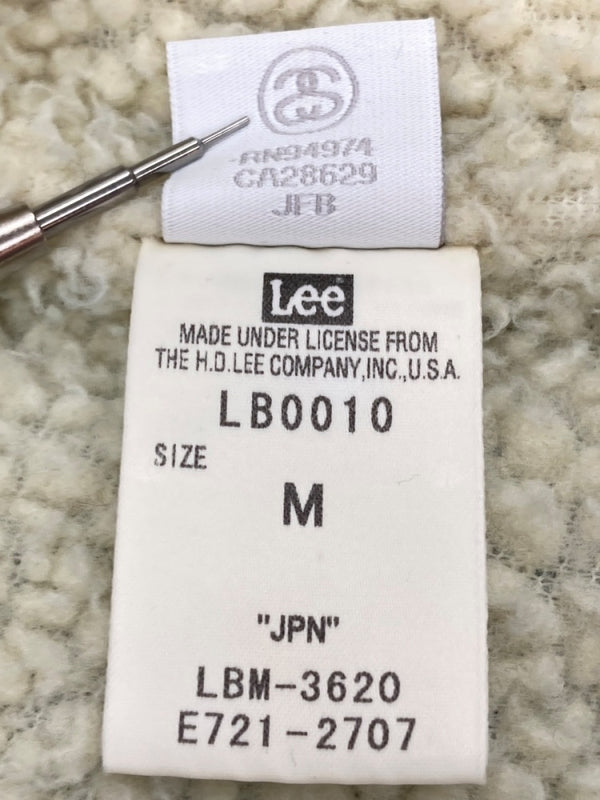 RN94974
CA28629
JFB
Lee
MADE UNDER LICENSE FROM
THE H.D.LEE COMPANY,INC.,U.S.A.
LB0010
SIZE
M
"JPN"
LBM-3620
E721-2707